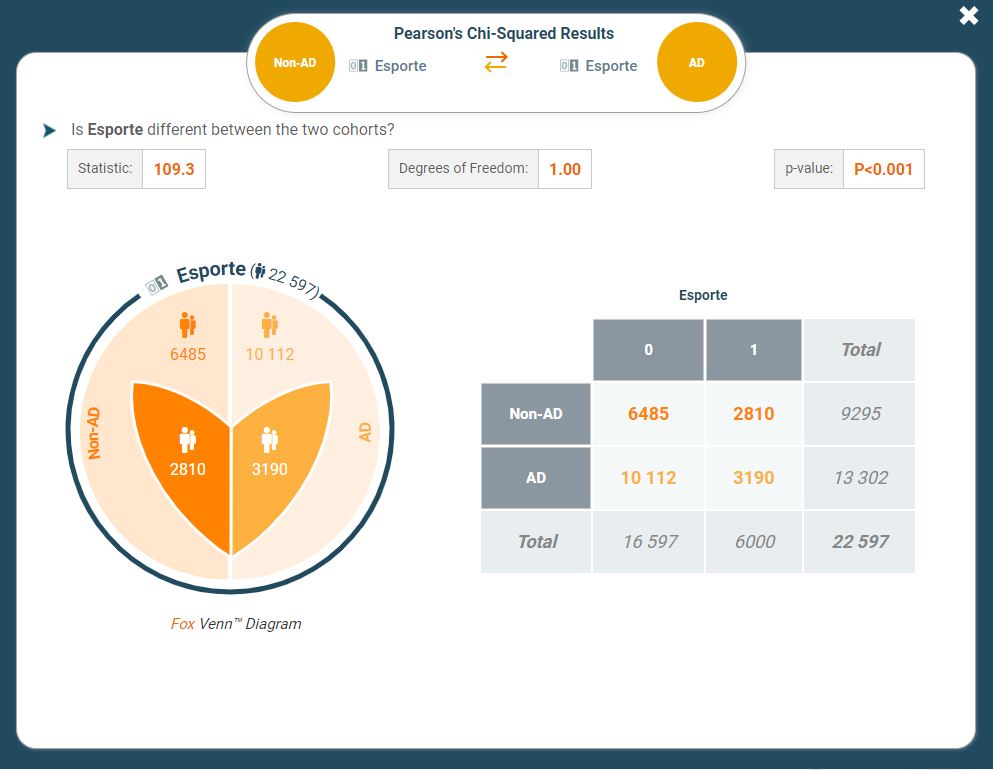 Pearson's Chi-Squared Results
Non-AD
01 Esporte
01 Esporte
AD
Is Esporte different between the two cohorts?
Statistic: 109.3
Degrees of Freedom: 1.00
p-value: P<0.001
01 Esporte (22 597)
6485
10 112
Non-AD
AD
2810
3190
Fox Venn™ Diagram
Esporte
0 1 Total
Non-AD 6485 2810 9295
AD 10 112 3190 13 302
Total 16 597 6000 22 597